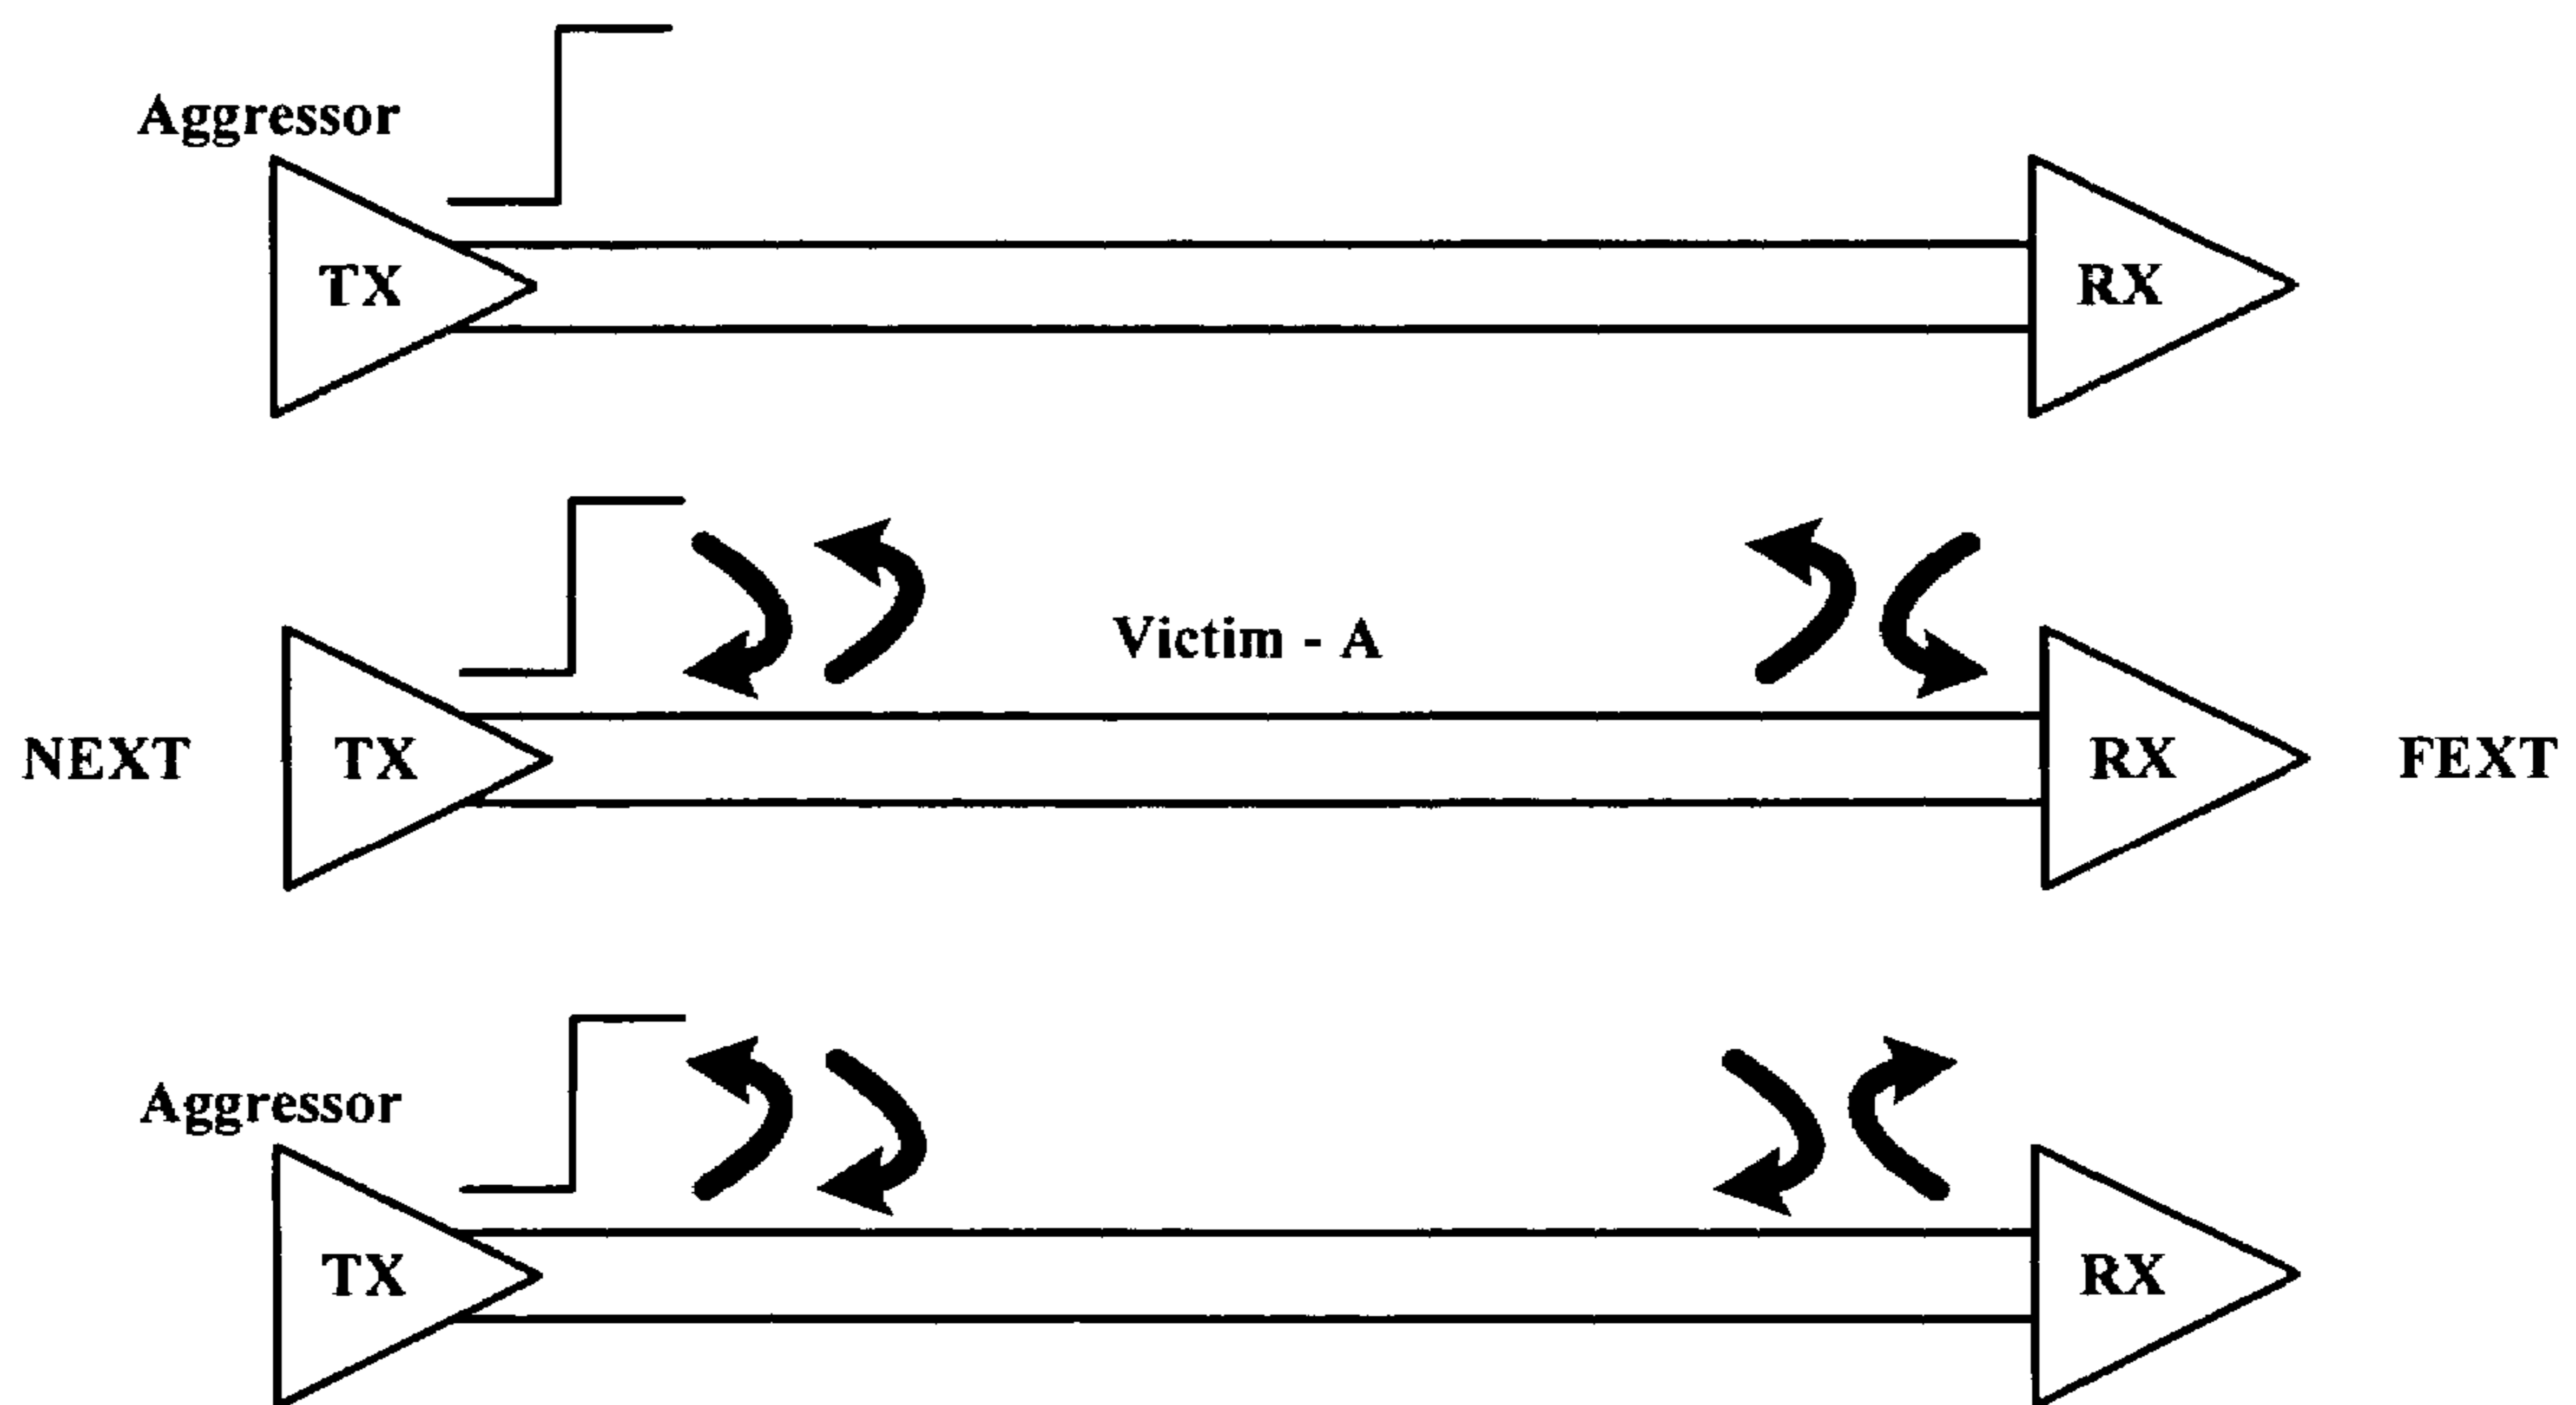 Aggressor
TX
RX
Victim - A
NEXT
TX
RX
FEXT
Aggressor
TX
RX